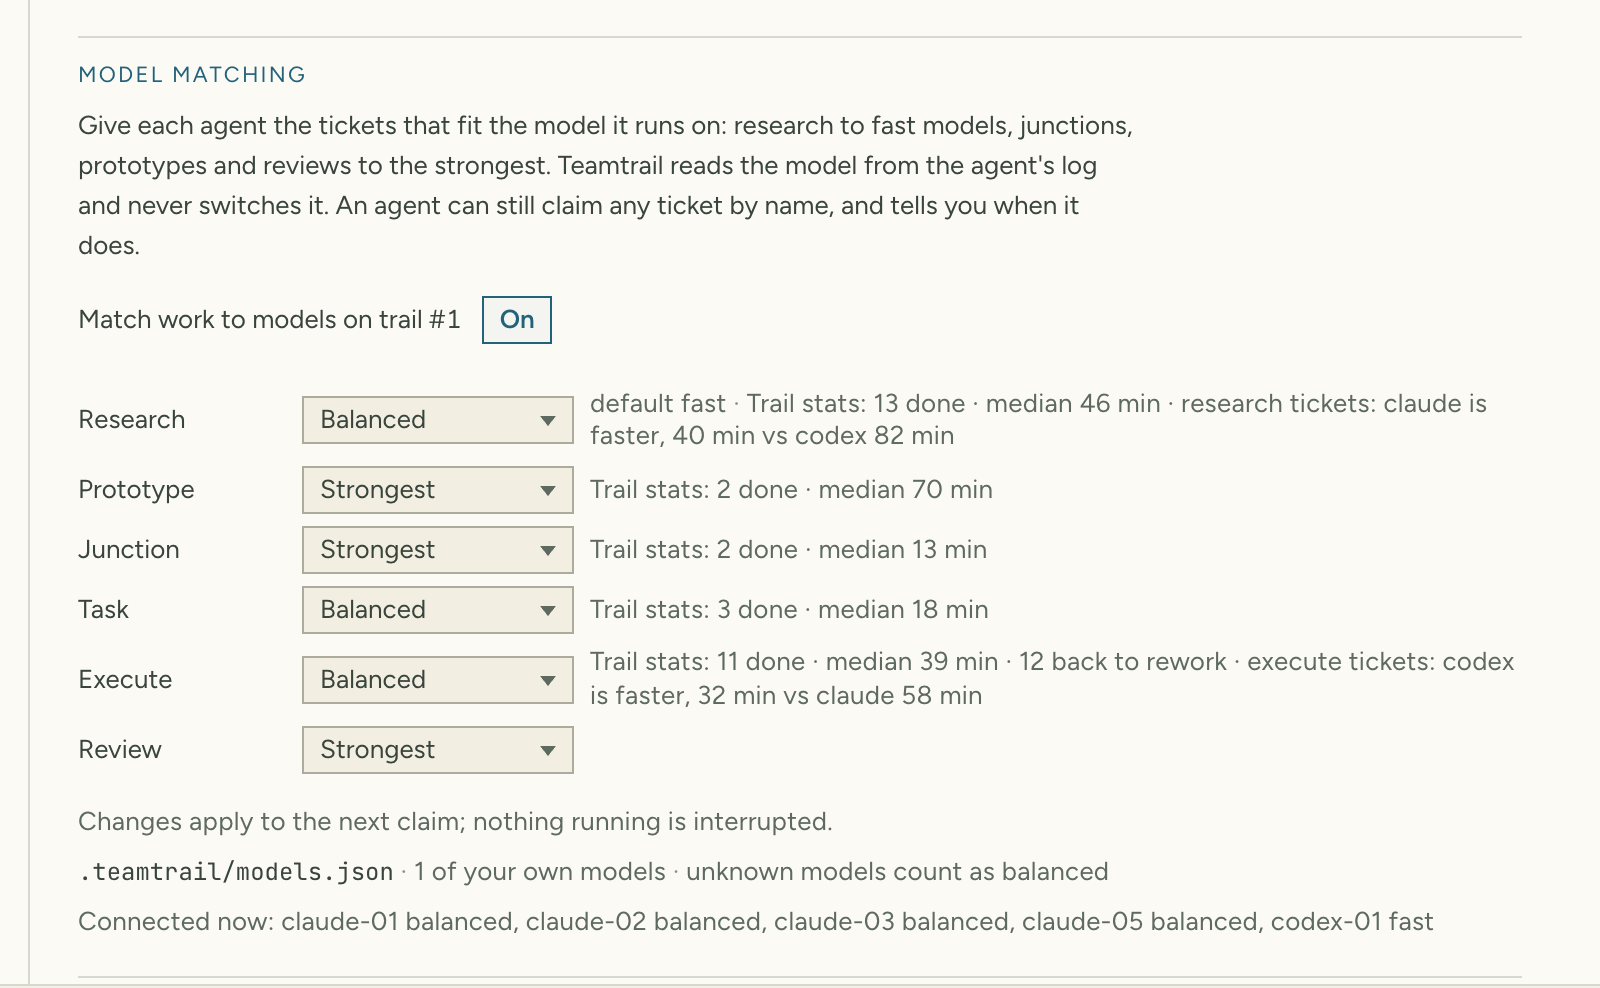 MODEL MATCHING
Give each agent the tickets that fit the model it runs on: research to fast models, junctions,
prototypes and reviews to the strongest. Teamtrail reads the model from the agent's log
and never switches it. An agent can still claim any ticket by name, and tells you when it
does.
Match work to models on trail #1 On
Research Balanced default fast · Trail stats: 13 done · median 46 min · research tickets: claude is
faster, 40 min vs codex 82 min
Prototype Strongest Trail stats: 2 done · median 70 min
Junction Strongest Trail stats: 2 done · median 13 min
Task Balanced Trail stats: 3 done · median 18 min
Execute Balanced Trail stats: 11 done · median 39 min · 12 back to rework · execute tickets: codex
is faster, 32 min vs claude 58 min
Review Strongest
Changes apply to the next claim; nothing running is interrupted.
.teamtrail/models.json · 1 of your own models · unknown models count as balanced
Connected now: claude-01 balanced, claude-02 balanced, claude-03 balanced, claude-05 balanced, codex-01 fast